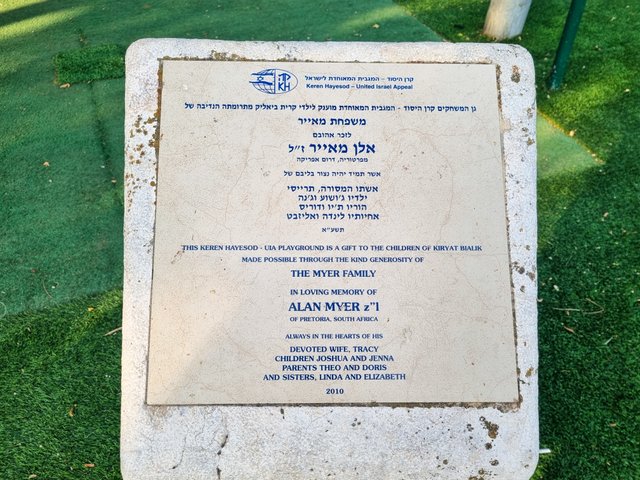 קה
KH
קרן היסוד - המגבית המאוחדת לישראל
Keren Hayesod – United Israel Appeal
גן המשחקים קרן היסוד - המגבית המאוחדת מוענק לילדי קרית ביאליק מתרומתה הנדיבה של
משפחת מאייר
לזכר אהובם
אלן מאייר ז"ל
מפרטוריה, דרום אפריקה
אשר תמיד יהיה נצור בליבם של
אשתו המסורה, תרייסי
ילדיו ג'ושוע וג'נה
הוריו ת'יו ודוריס
אחיותיו לינדה ואליזבט
תשע"א
THIS KEREN HAYESOD - UIA PLAYGROUND IS A GIFT TO THE CHILDREN OF KIRYAT BIALIK
MADE POSSIBLE THROUGH THE KIND GENEROSITY OF
THE MYER FAMILY
IN LOVING MEMORY OF
ALAN MYER z"l
OF PRETORIA, SOUTH AFRICA
ALWAYS IN THE HEARTS OF HIS
DEVOTED WIFE, TRACY
CHILDREN JOSHUA AND JENNA
PARENTS THEO AND DORIS
AND SISTERS, LINDA AND ELIZABETH
2010